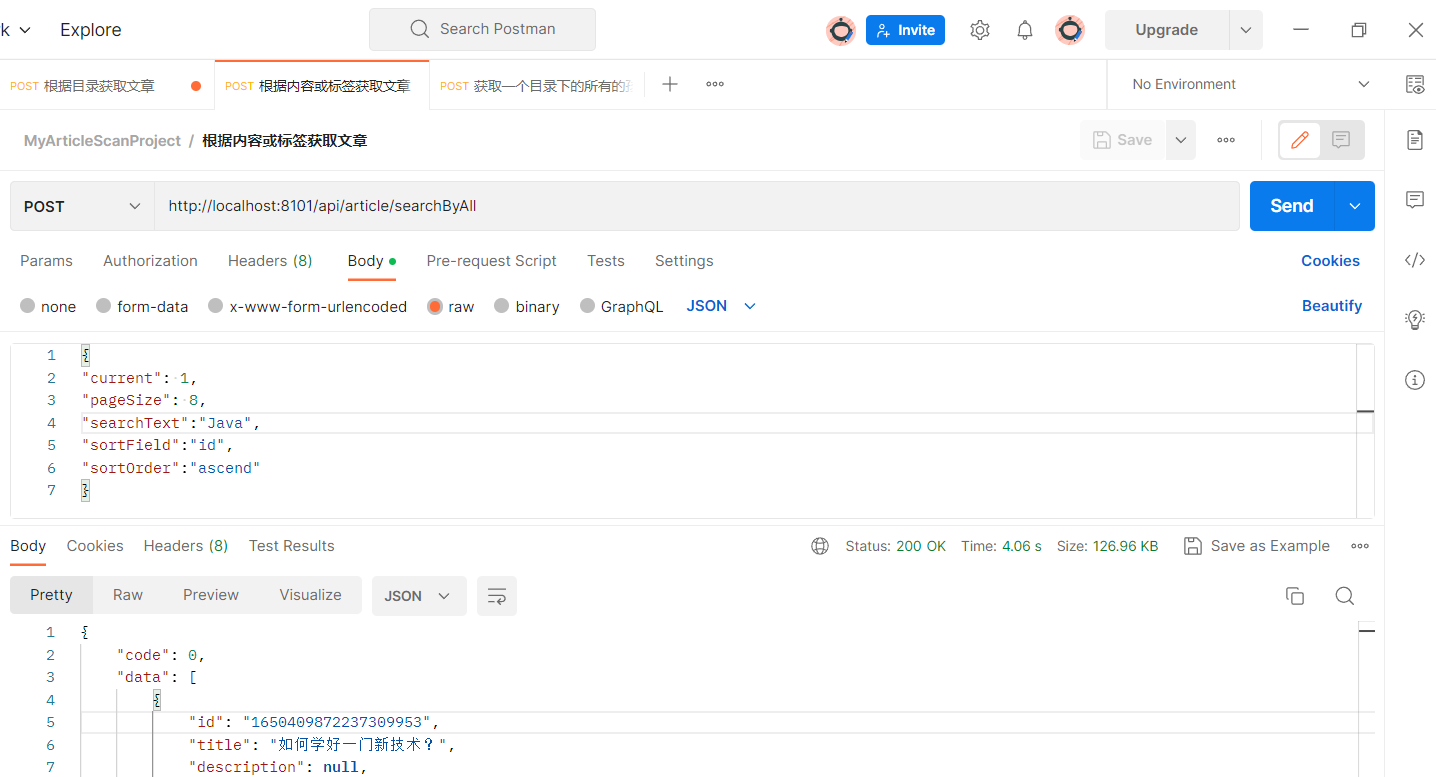 k Explore Search Postman Invite Upgrade
POST 根据目录获取文章 POST 根据内容或标签获取文章 POST 获取一个目录下的所有的 No Environment
MyArticleScanProject / 根据内容或标签获取文章 Save
POST http://localhost:8101/api/article/searchByAll Send
Params Authorization Headers (8) Body Pre-request Script Tests Settings Cookies
none form-data x-www-form-urlencoded raw binary GraphQL JSON Beautify
1 {
2 "current": 1,
3 "pageSize": 8,
4 "searchText":"Java",
5 "sortField":"id",
6 "sortOrder":"ascend"
7 }
Body Cookies Headers (8) Test Results Status: 200 OK Time: 4.06 s Size: 126.96 KB Save as Example
Pretty Raw Preview Visualize JSON
1 {
2 "code": 0,
3 "data": [
4 {
5 "id": "1650409872237309953",
6 "title": "如何学好一门新技术？",
7 "description": null,